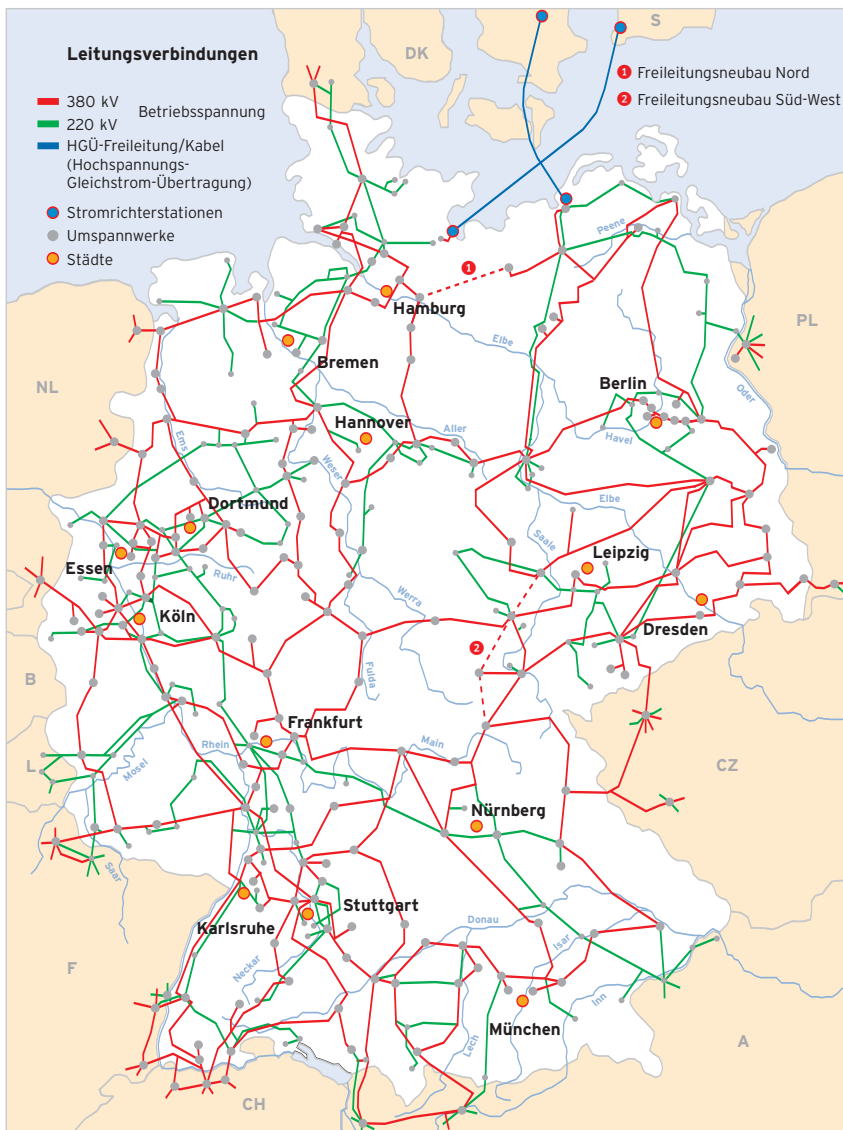 Leitungsverbindungen
380 kV
Betriebsspannung
220 kV
HGÜ-Freileitung/Kabel
(Hochspannungs-
Gleichstrom-Übertragung)
Stromrichterstationen
Umspannwerke
Städte
DK
S
1 Freileitungsneubau Nord
2 Freileitungsneubau Süd-West
Peene
1
Hamburg
Elbe
PL
Bremen
NL
Berlin
Oder
Hannover
Aller
Ems
Weser
Havel
Dortmund
Elbe
Saale
Leipzig
Essen
Ruhr
Werra
Köln
Dresden
2
B
Fulda
Frankfurt
Rhein
Main
Mosel
L
CZ
Nürnberg
Saar
Stuttgart
Karlsruhe
Donau
Isar
F
Neckar
Inn
München
Lech
A
CH